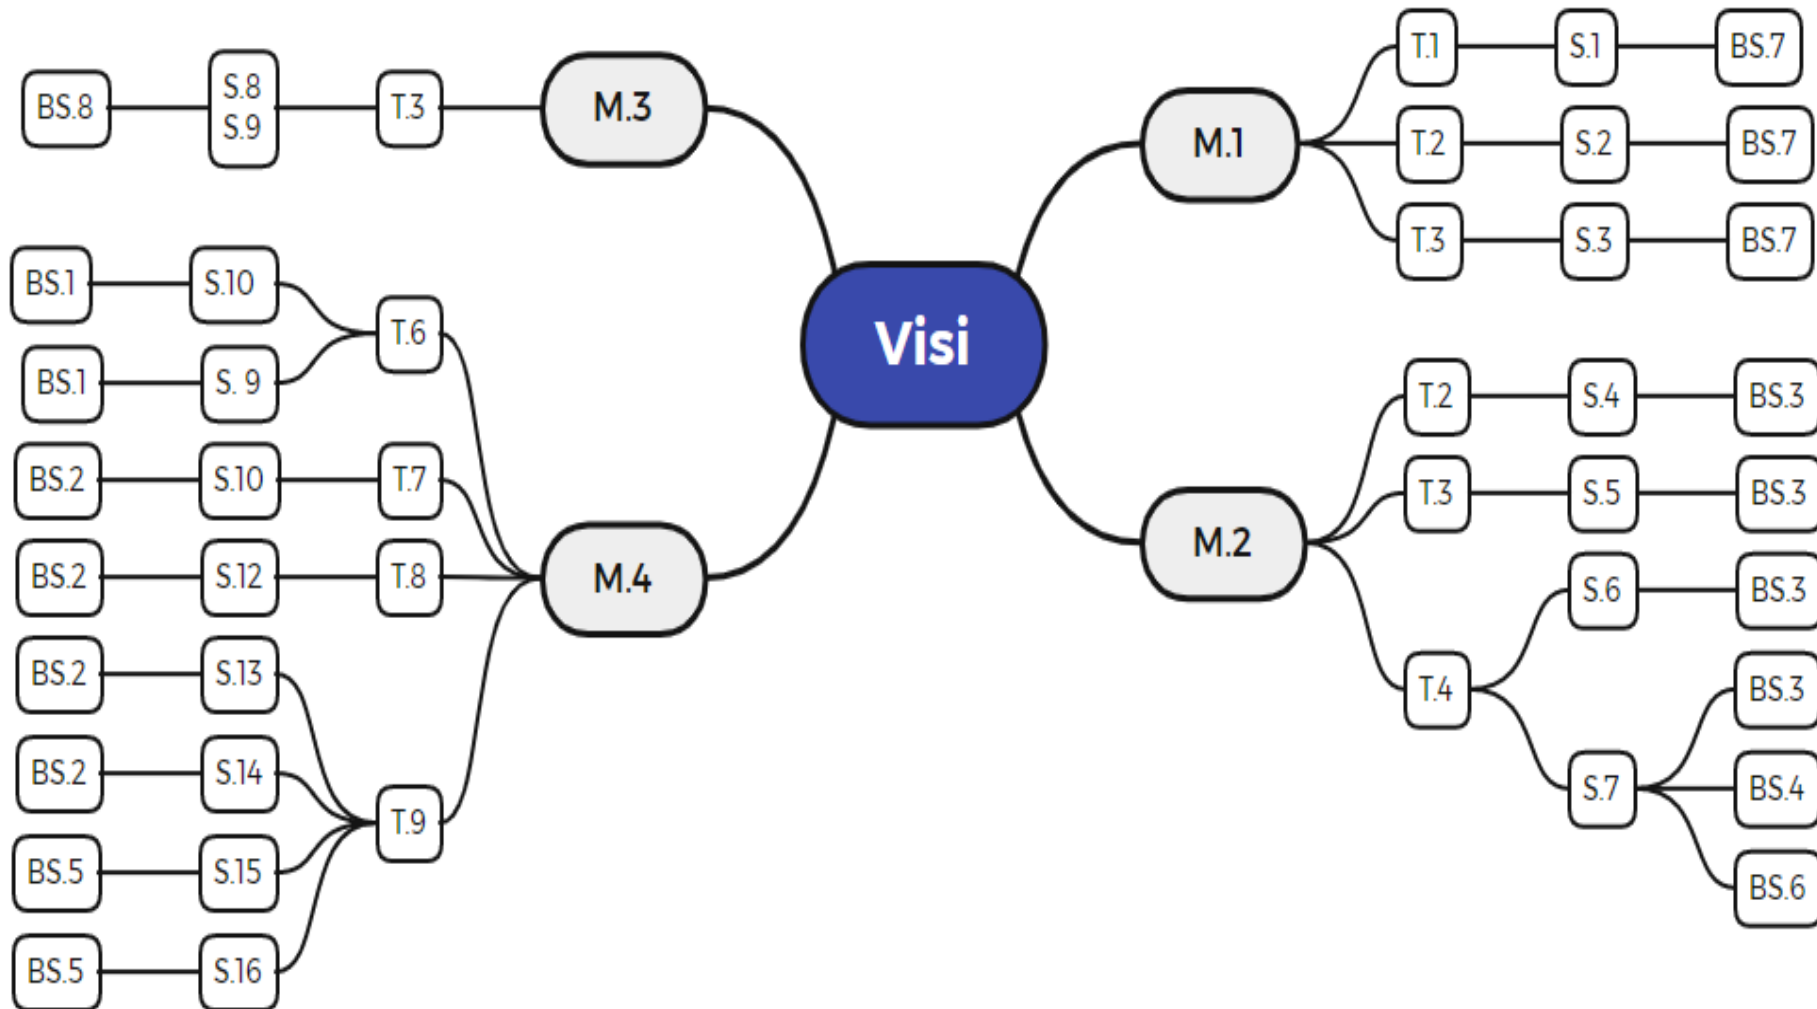 Visi
M.1
T.1
S.1
BS.7
T.2
S.2
BS.7
T.3
S.3
BS.7
M.2
T.2
S.4
BS.3
T.3
S.5
BS.3
T.4
S.6
BS.3
S.7
BS.3
BS.4
BS.6
M.3
T.3
S.8
S.9
BS.8
M.4
T.6
S.10
BS.1
S. 9
BS.1
T.7
S.10
BS.2
T.8
S.12
BS.2
T.9
S.13
BS.2
S.14
BS.2
S.15
BS.5
S.16
BS.5